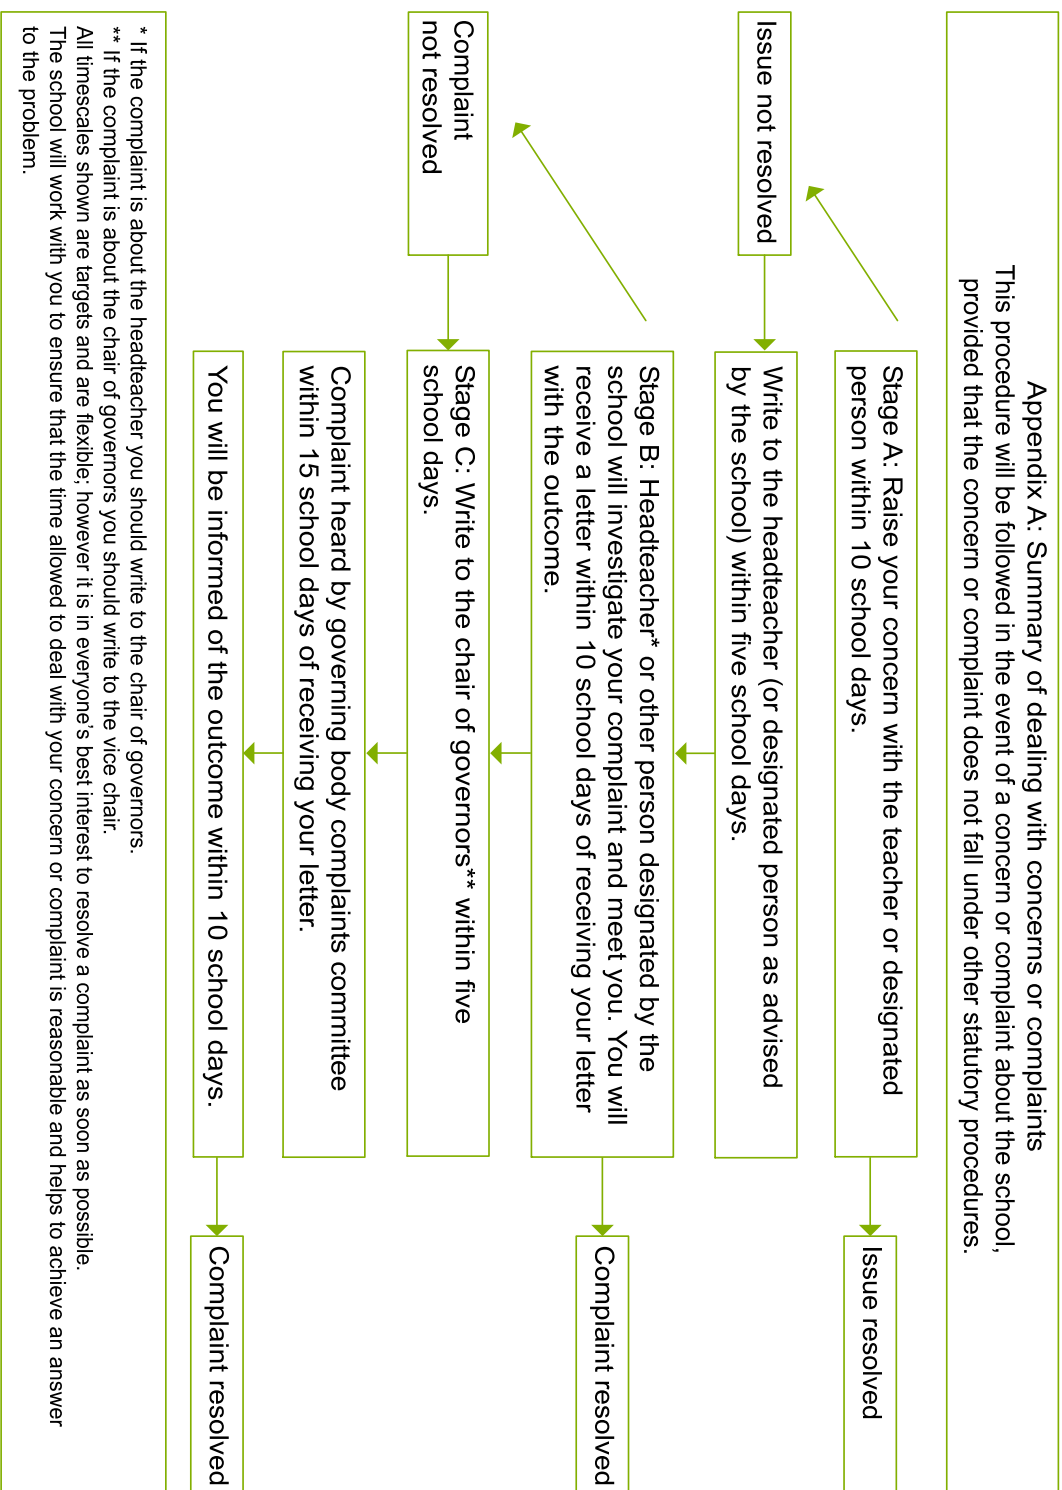 Appendix A: Summary of dealing with concerns or complaints
This procedure will be followed in the event of a concern or complaint about the school,
provided that the concern or complaint does not fall under other statutory procedures.
Stage A: Raise your concern with the teacher or designated
person within 10 school days.
Issue resolved
Issue not resolved
Write to the headteacher (or designated person as advised
by the school) within five school days.
Stage B: Headteacher* or other person designated by the
school will investigate your complaint and meet you. You will
receive a letter within 10 school days of receiving your letter
with the outcome.
Complaint resolved
Complaint
not resolved
Stage C: Write to the chair of governors** within five
school days.
Complaint heard by governing body complaints committee
within 15 school days of receiving your letter.
You will be informed of the outcome within 10 school days.
Complaint resolved
* If the complaint is about the headteacher you should write to the chair of governors.
** If the complaint is about the chair of governors you should write to the vice chair.
All timescales shown are targets and are flexible; however it is in everyone’s best interest to resolve a complaint as soon as possible.
The school will work with you to ensure that the time allowed to deal with your concern or complaint is reasonable and helps to achieve an answer
to the problem.